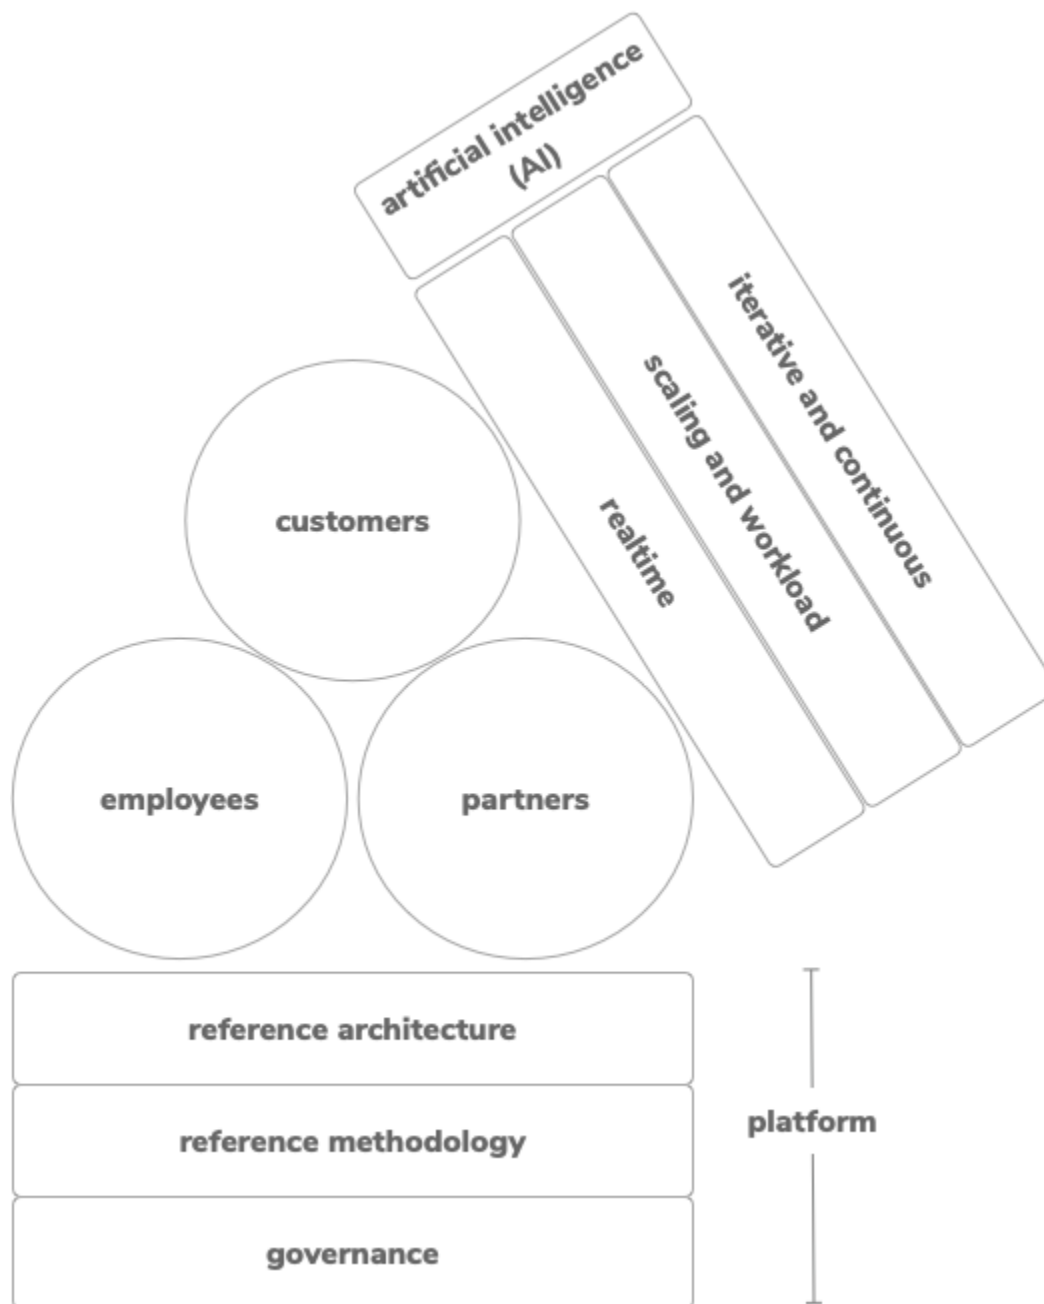 artificial intelligence
(AI)
iterative and continuous
scaling and workload
realtime
customers
employees
partners
reference architecture
reference methodology
governance
platform